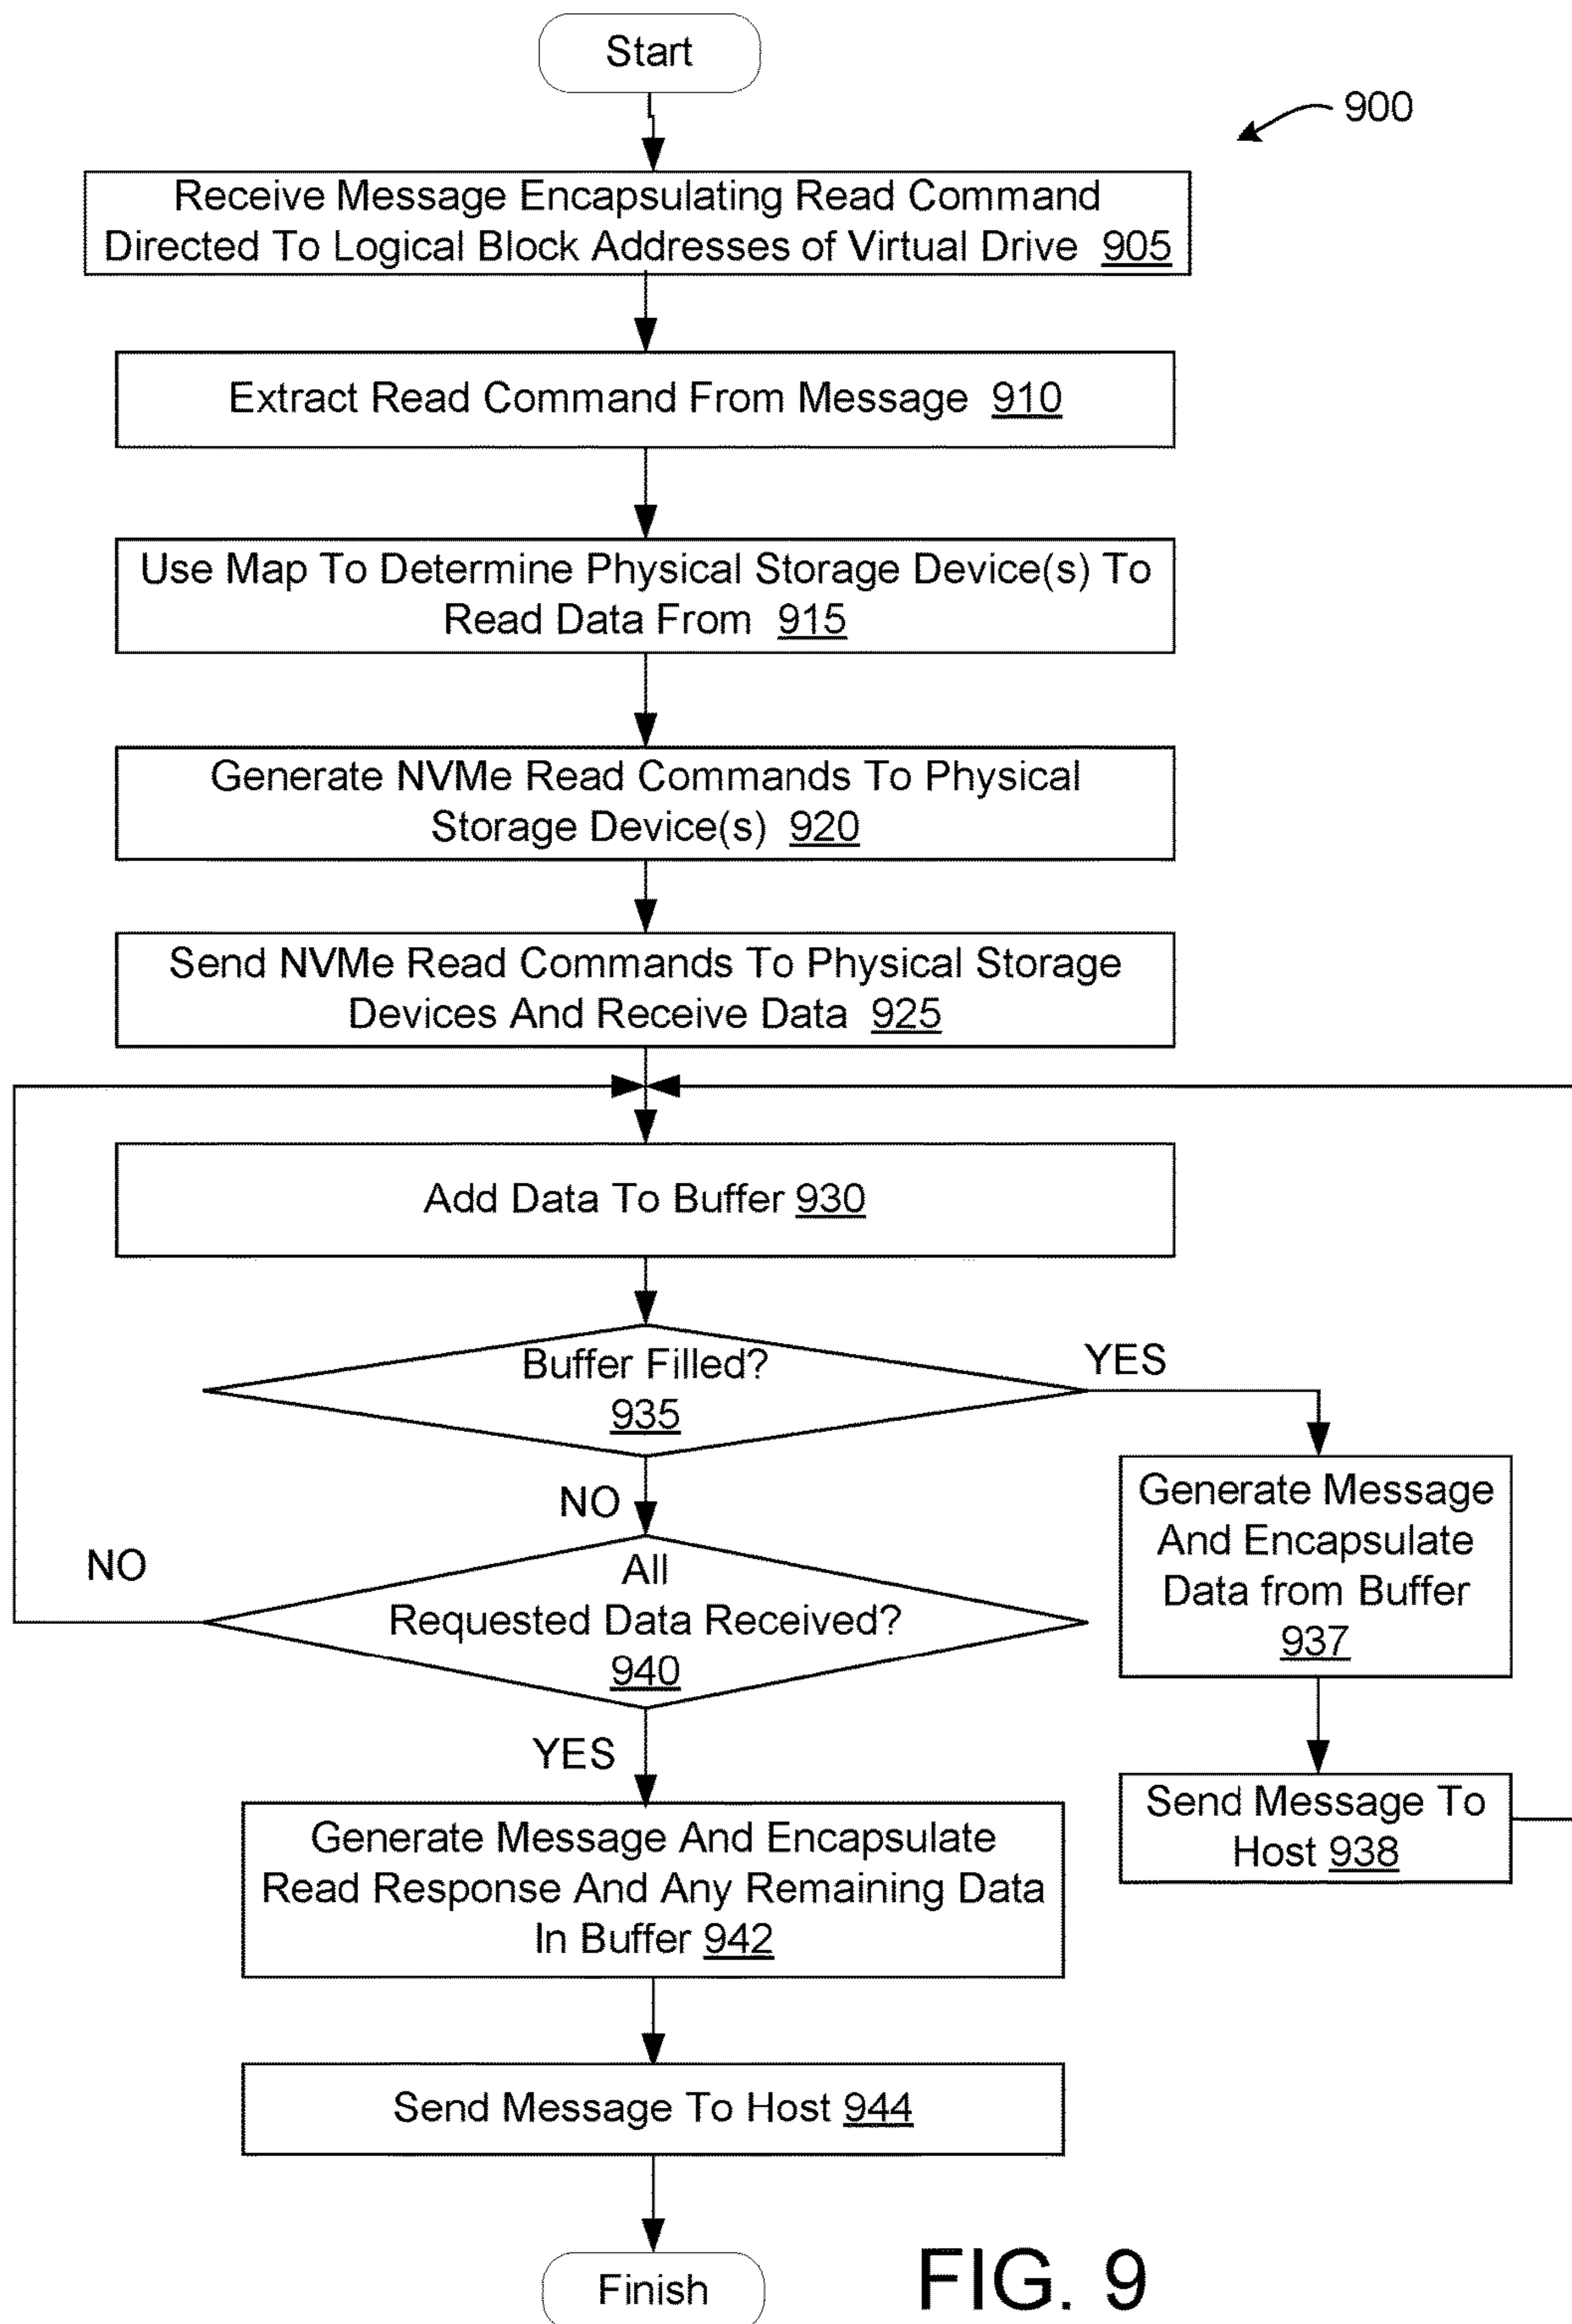 Start
900
Receive Message Encapsulating Read Command
Directed To Logical Block Addresses of Virtual Drive 905
Extract Read Command From Message 910
Use Map To Determine Physical Storage Device(s) To
Read Data From 915
Generate NVMe Read Commands To Physical
Storage Device(s) 920
Send NVMe Read Commands To Physical Storage
Devices And Receive Data 925
Add Data To Buffer 930
Buffer Filled?
935
YES
NO
Generate Message
And Encapsulate
Data from Buffer
937
NO
All
Requested Data Received?
940
YES
Send Message To
Host 938
Generate Message And Encapsulate
Read Response And Any Remaining Data
In Buffer 942
Send Message To Host 944
Finish
FIG. 9